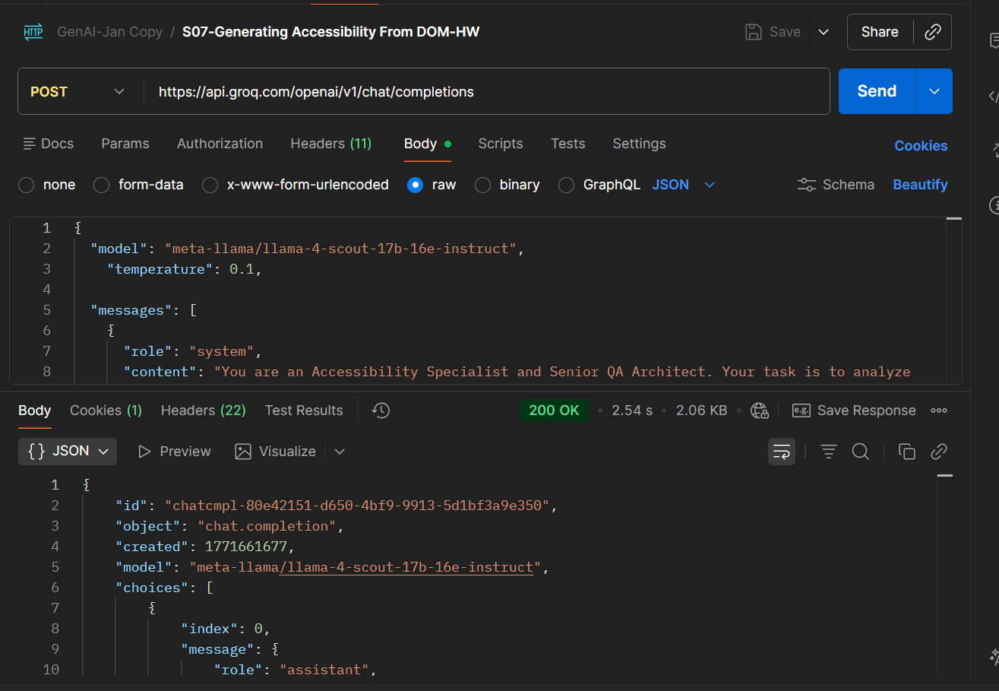 HTTP GenAI-Jan Copy / S07-Generating Accessibility From DOM-HW Save Share
POST https://api.groq.com/openai/v1/chat/completions Send
Docs Params Authorization Headers (11) Body Scripts Tests Settings Cookies
none form-data x-www-form-urlencoded raw binary GraphQL JSON Schema Beautify
1 {
2 "model": "meta-llama/llama-4-scout-17b-16e-instruct",
3 "temperature": 0.1,
4
5 "messages": [
6 {
7 "role": "system",
8 "content": "You are an Accessibility Specialist and Senior QA Architect. Your task is to analyze
Body Cookies (1) Headers (22) Test Results 200 OK • 2.54 s • 2.06 KB • e.g. Save Response
{} JSON Preview Visualize
1 {
2 "id": "chatcmpl-80e42151-d650-4bf9-9913-5d1bf3a9e350",
3 "object": "chat.completion",
4 "created": 1771661677,
5 "model": "meta-llama/llama-4-scout-17b-16e-instruct",
6 "choices": [
7 {
8 "index": 0,
9 "message": {
10 "role": "assistant",